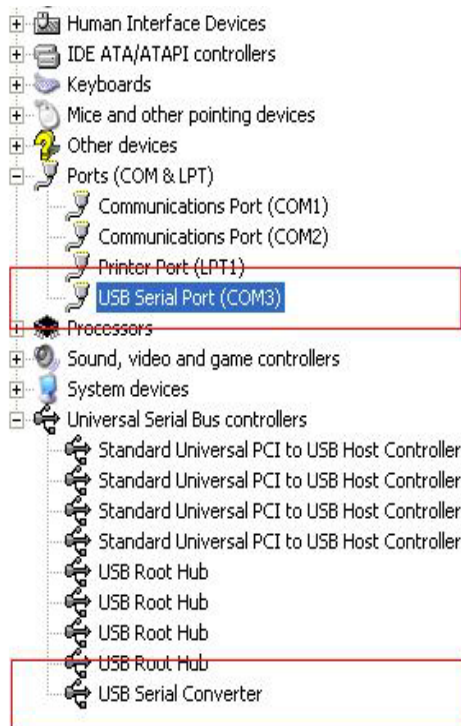 Human Interface Devices
IDE ATA/ATAPI controllers
Keyboards
Mice and other pointing devices
Other devices
Ports (COM & LPT)
Communications Port (COM1)
Communications Port (COM2)
Printer Port (LPT1)
USB Serial Port (COM3)
Processors
Sound, video and game controllers
System devices
Universal Serial Bus controllers
Standard Universal PCI to USB Host Controller
Standard Universal PCI to USB Host Controller
Standard Universal PCI to USB Host Controller
Standard Universal PCI to USB Host Controller
USB Root Hub
USB Root Hub
USB Root Hub
USB Root Hub
USB Serial Converter